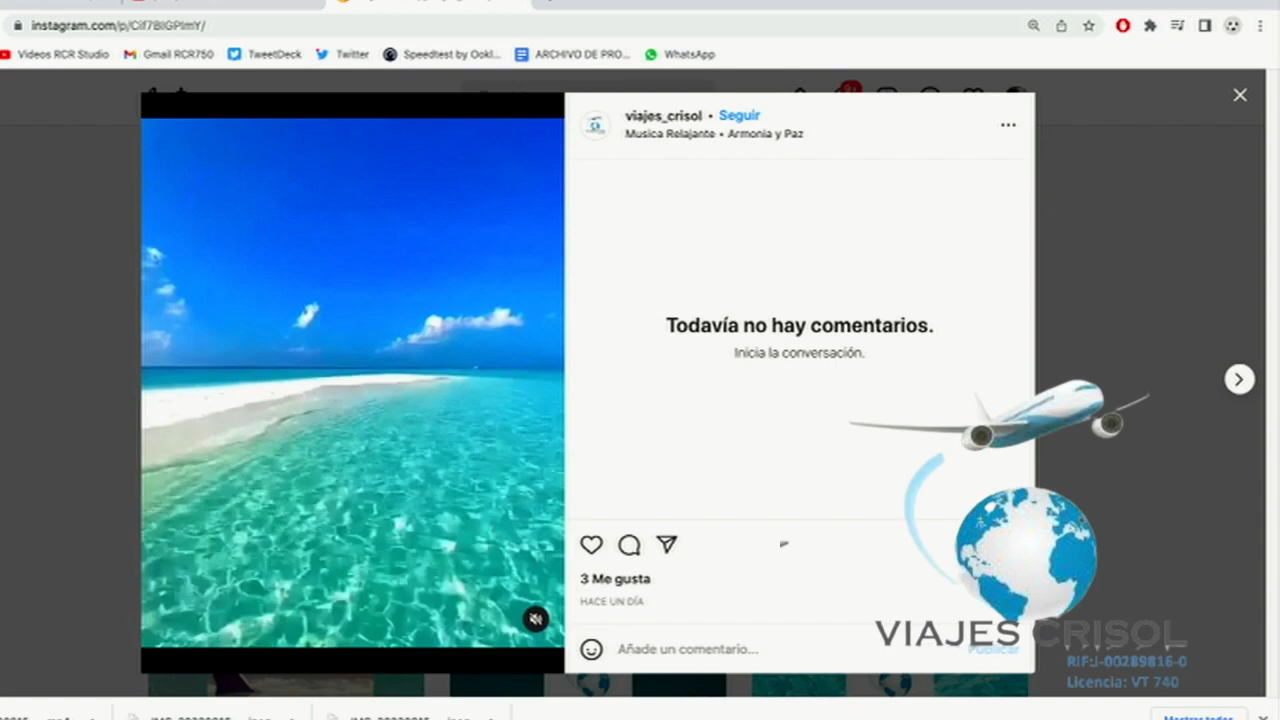 instagram.com/p/Cif7BIGPImY/
Videos RCR Studio
Gmail RCR750
TweetDeck
Twitter
Speedtest by Ookl...
ARCHIVO DE PRO...
WhatsApp
viajes_crisol • Seguir
Musica Relajante • Armonia y Paz
Todavía no hay comentarios.
Inicia la conversación.
3 Me gusta
HACE UN DÍA
Añade un comentario...
Publicar
VIAJES CRISOL
RIF:J-00289816-0
Licencia: VT 740